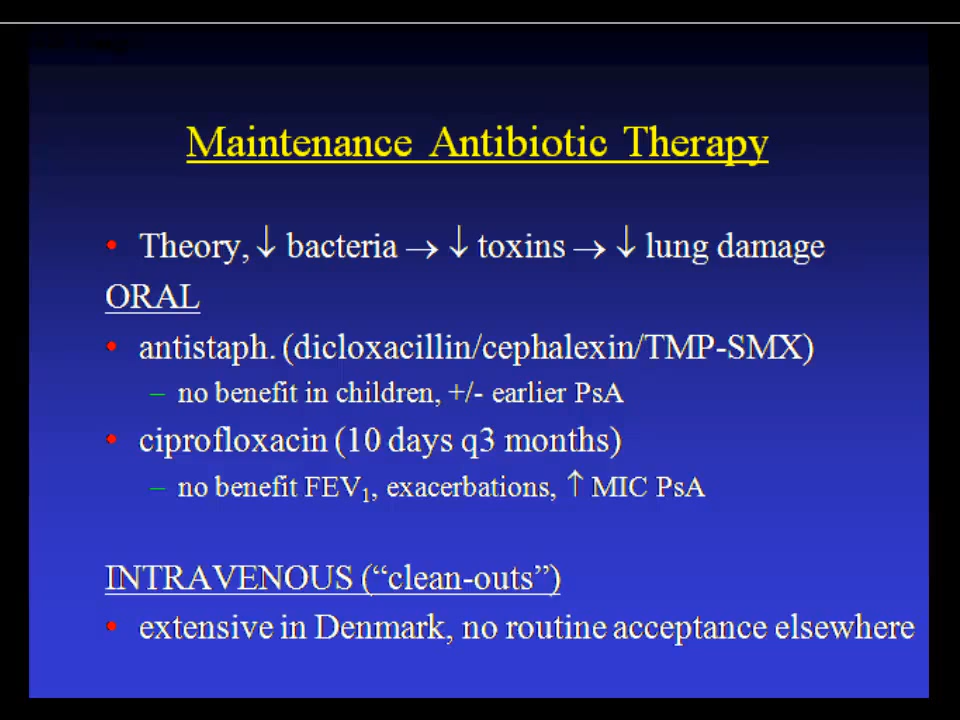 Maintenance Antibiotic Therapy
• Theory, ↓ bacteria → ↓ toxins → ↓ lung damage
ORAL
• antistaph. (dicloxacillin/cephalexin/TMP-SMX)
– no benefit in children, +/- earlier PsA
• ciprofloxacin (10 days q3 months)
– no benefit FEV₁, exacerbations, ↑ MIC PsA
INTRAVENOUS (“clean-outs”)
• extensive in Denmark, no routine acceptance elsewhere